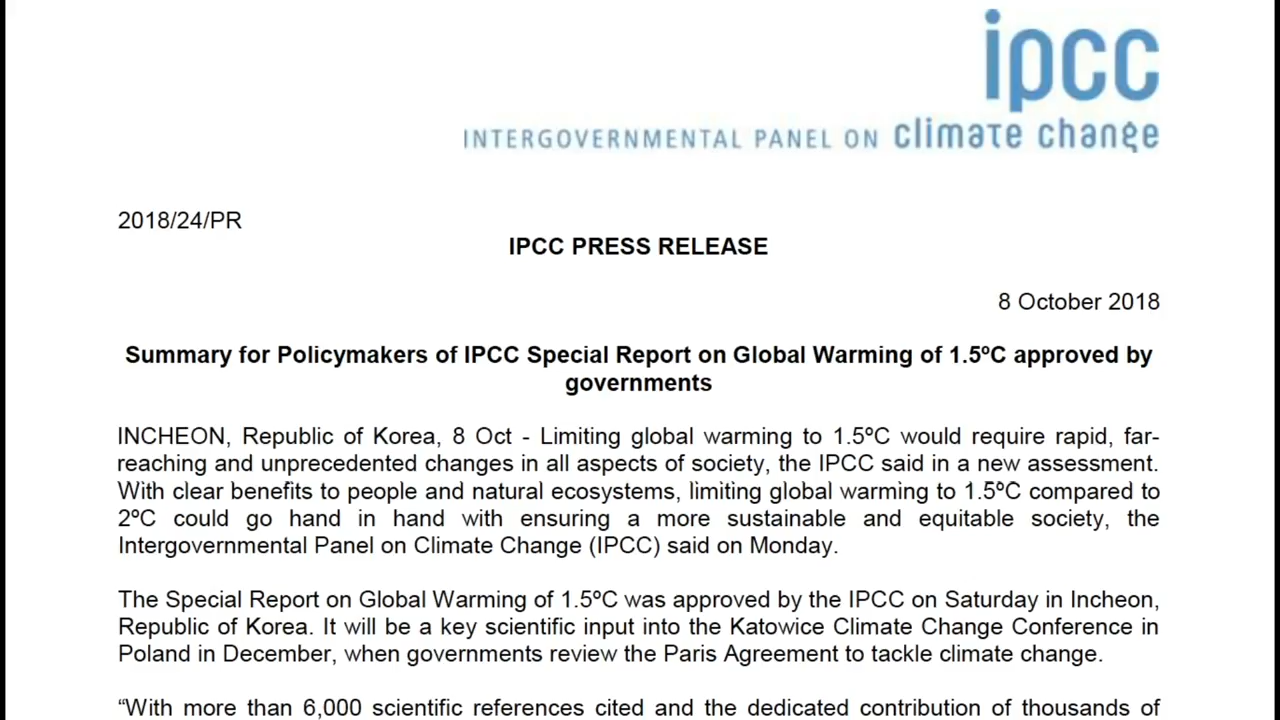 ipcc
INTERGOVERNMENTAL PANEL ON climate change
2018/24/PR
IPCC PRESS RELEASE
8 October 2018
Summary for Policymakers of IPCC Special Report on Global Warming of 1.5ºC approved by
governments
INCHEON, Republic of Korea, 8 Oct - Limiting global warming to 1.5ºC would require rapid, far-
reaching and unprecedented changes in all aspects of society, the IPCC said in a new assessment.
With clear benefits to people and natural ecosystems, limiting global warming to 1.5ºC compared to
2ºC could go hand in hand with ensuring a more sustainable and equitable society, the
Intergovernmental Panel on Climate Change (IPCC) said on Monday.
The Special Report on Global Warming of 1.5ºC was approved by the IPCC on Saturday in Incheon,
Republic of Korea. It will be a key scientific input into the Katowice Climate Change Conference in
Poland in December, when governments review the Paris Agreement to tackle climate change.
“With more than 6,000 scientific references cited and the dedicated contribution of thousands of